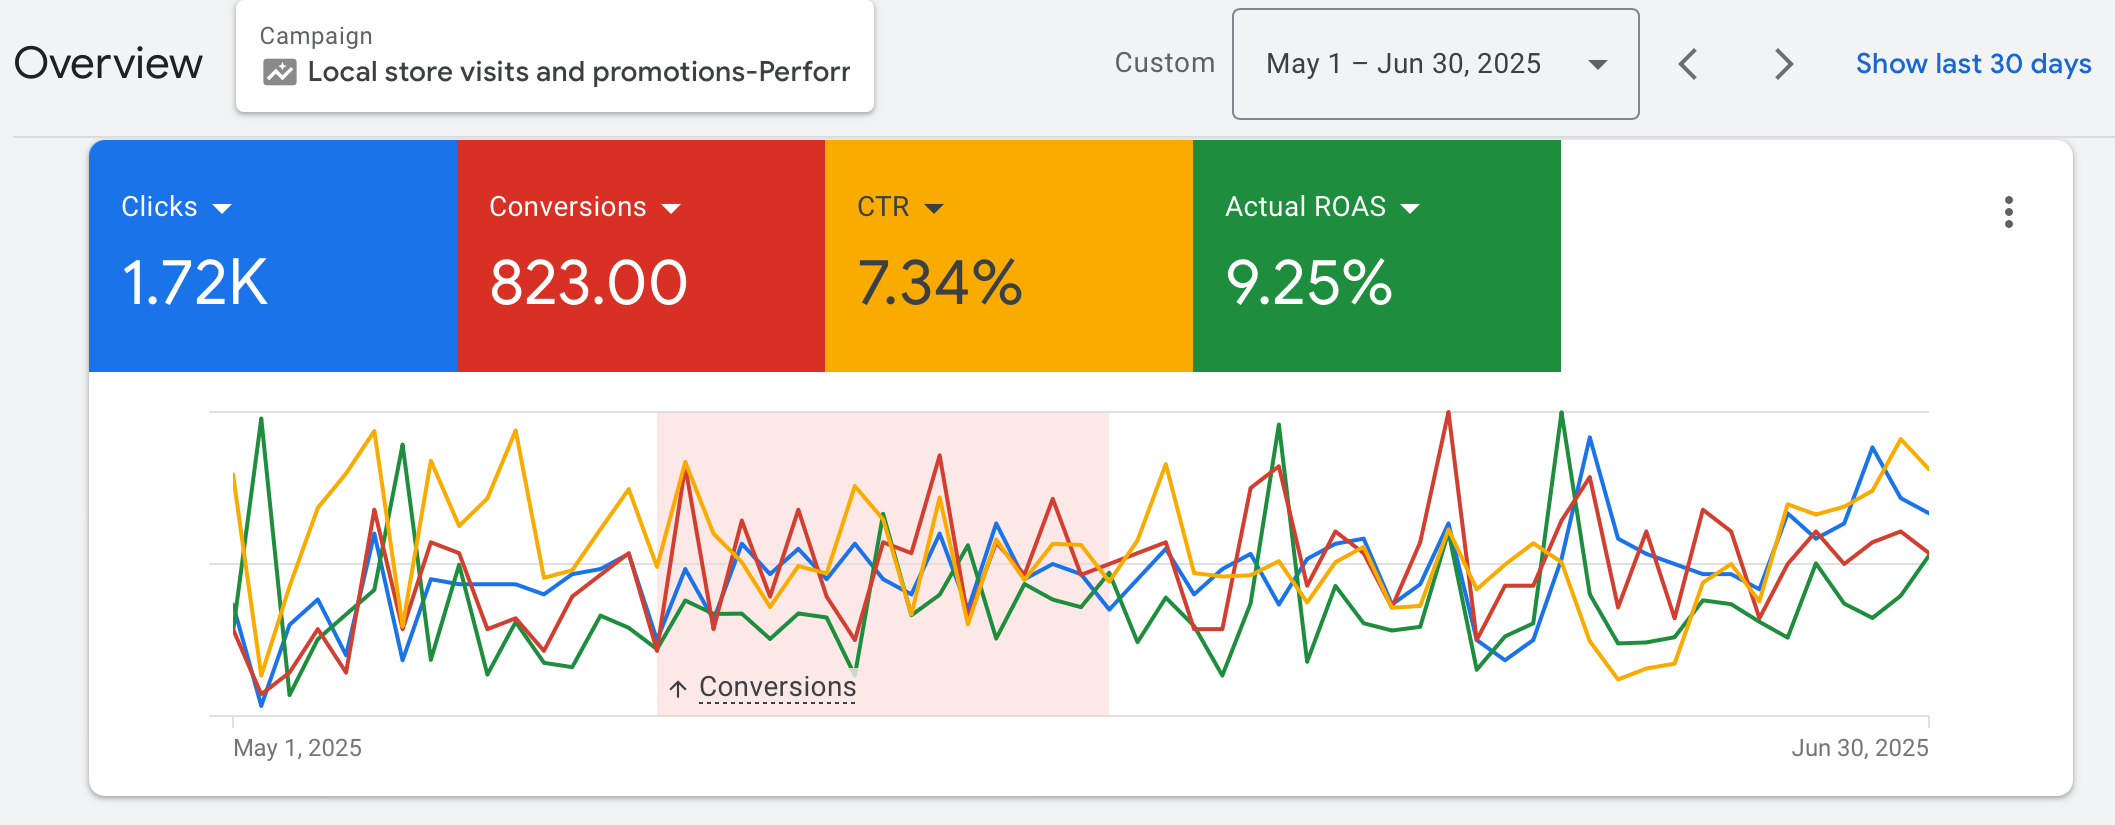 Overview
Campaign
Local store visits and promotions-Perforr
Custom
May 1 – Jun 30, 2025
Show last 30 days
Clicks
1.72K
Conversions
823.00
CTR
7.34%
Actual ROAS
9.25%
↑ Conversions
May 1, 2025
Jun 30, 2025